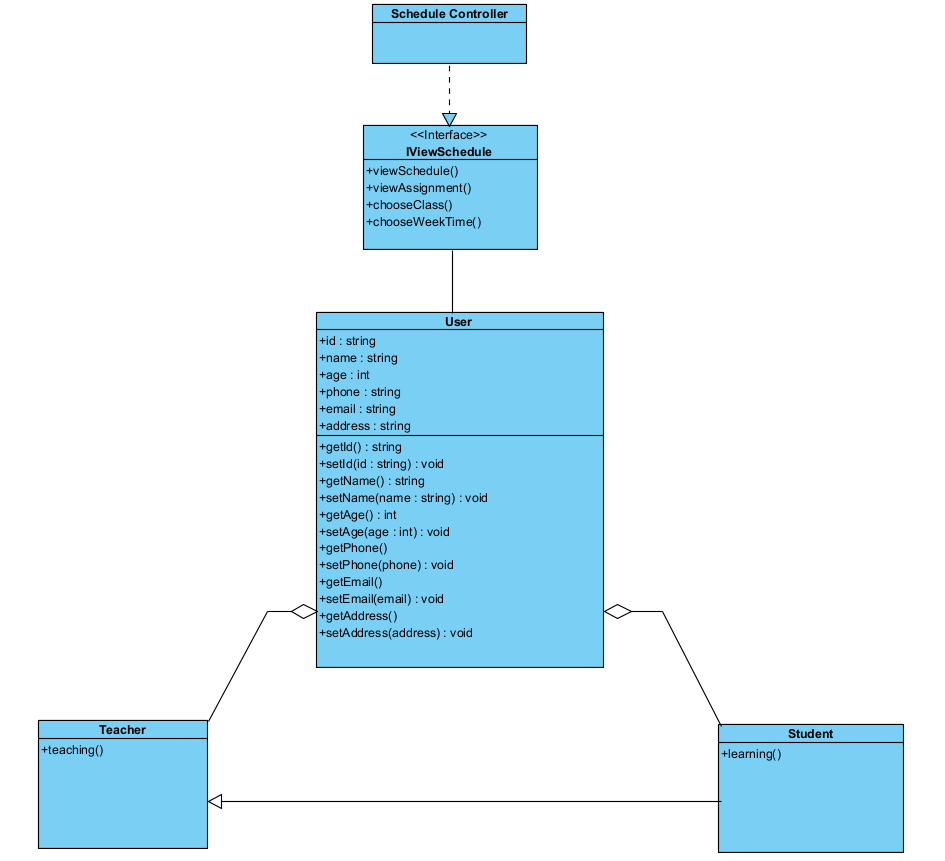 Schedule Controller
<<Interface>>
IViewSchedule
+viewSchedule()
+viewAssignment()
+chooseClass()
+chooseWeekTime()
User
+id : string
+name : string
+age : int
+phone : string
+email : string
+address : string
+getId() : string
+setId(id : string) : void
+getName() : string
+setName(name : string) : void
+getAge() : int
+setAge(age : int) : void
+getPhone()
+setPhone(phone) : void
+getEmail()
+setEmail(email) : void
+getAddress()
+setAddress(address) : void
Teacher
+teaching()
Student
+learning()